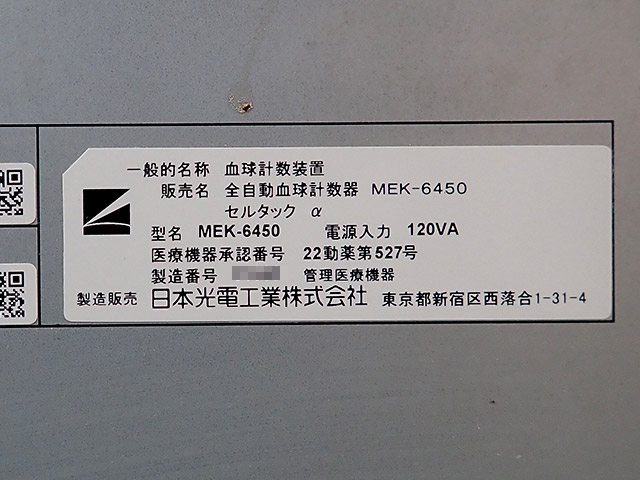 一般的名称 血球計数装置
販売名 全自動血球計数器 MEK-6450
セルタック α
型名 MEK-6450 電源入力 120VA
医療機器承認番号 22動薬第527号
製造番号 管理医療機器
製造販売 日本光電工業株式会社 東京都新宿区西落合1-31-4